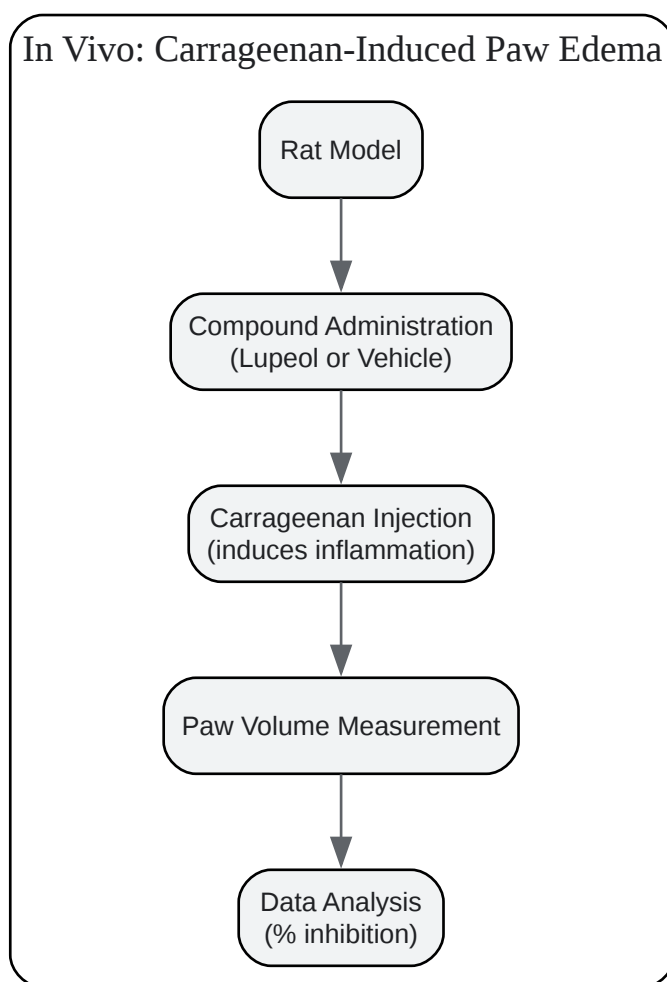 In Vivo: Carrageenan-Induced Paw Edema
Rat Model
Compound Administration
(Lupeol or Vehicle)
Carrageenan Injection
(induces inflammation)
Paw Volume Measurement
Data Analysis
(% inhibition)